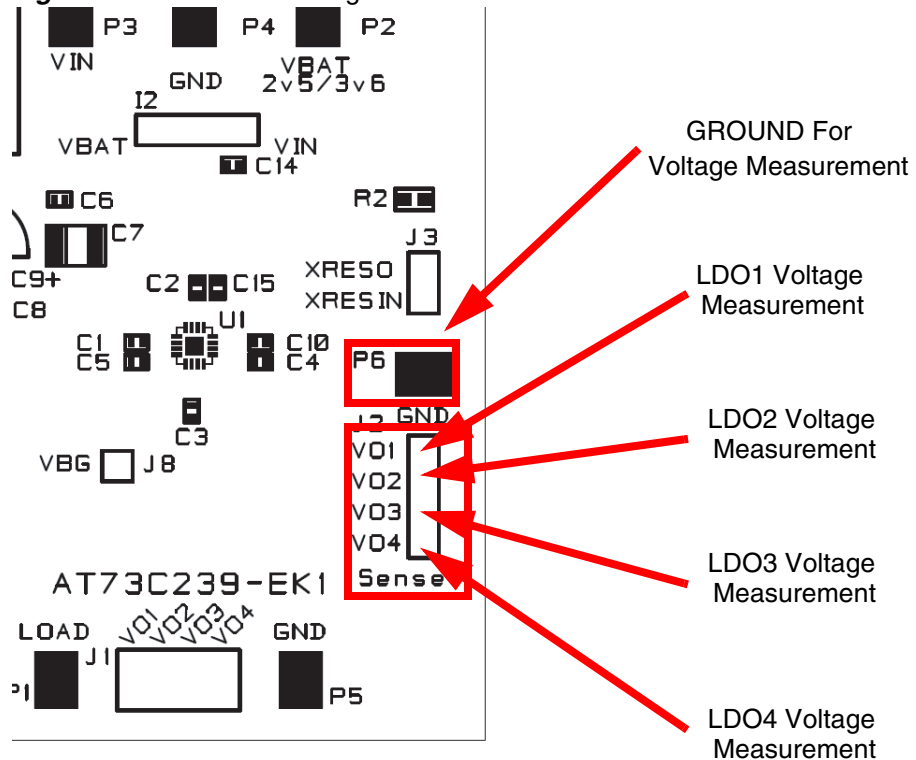 P3 P4 P2
VIN GND VBAT
2v5/3v6
I2
VBAT VIN
C14
C6 R2
C7 J3
C9+ C2 C15 XRESO
C8 XRESIN
U1
C1 C10 P6
C5 C4
C3 J2 GND
VO1
VBG J8 VO2
VO3
VO4
AT73C239-EK1 Sense
LOAD VO1 VO2 VO3 VO4 GND
J1
P1 P5
GROUND For
Voltage Measurement
LDO1 Voltage
Measurement
LDO2 Voltage
Measurement
LDO3 Voltage
Measurement
LDO4 Voltage
Measurement